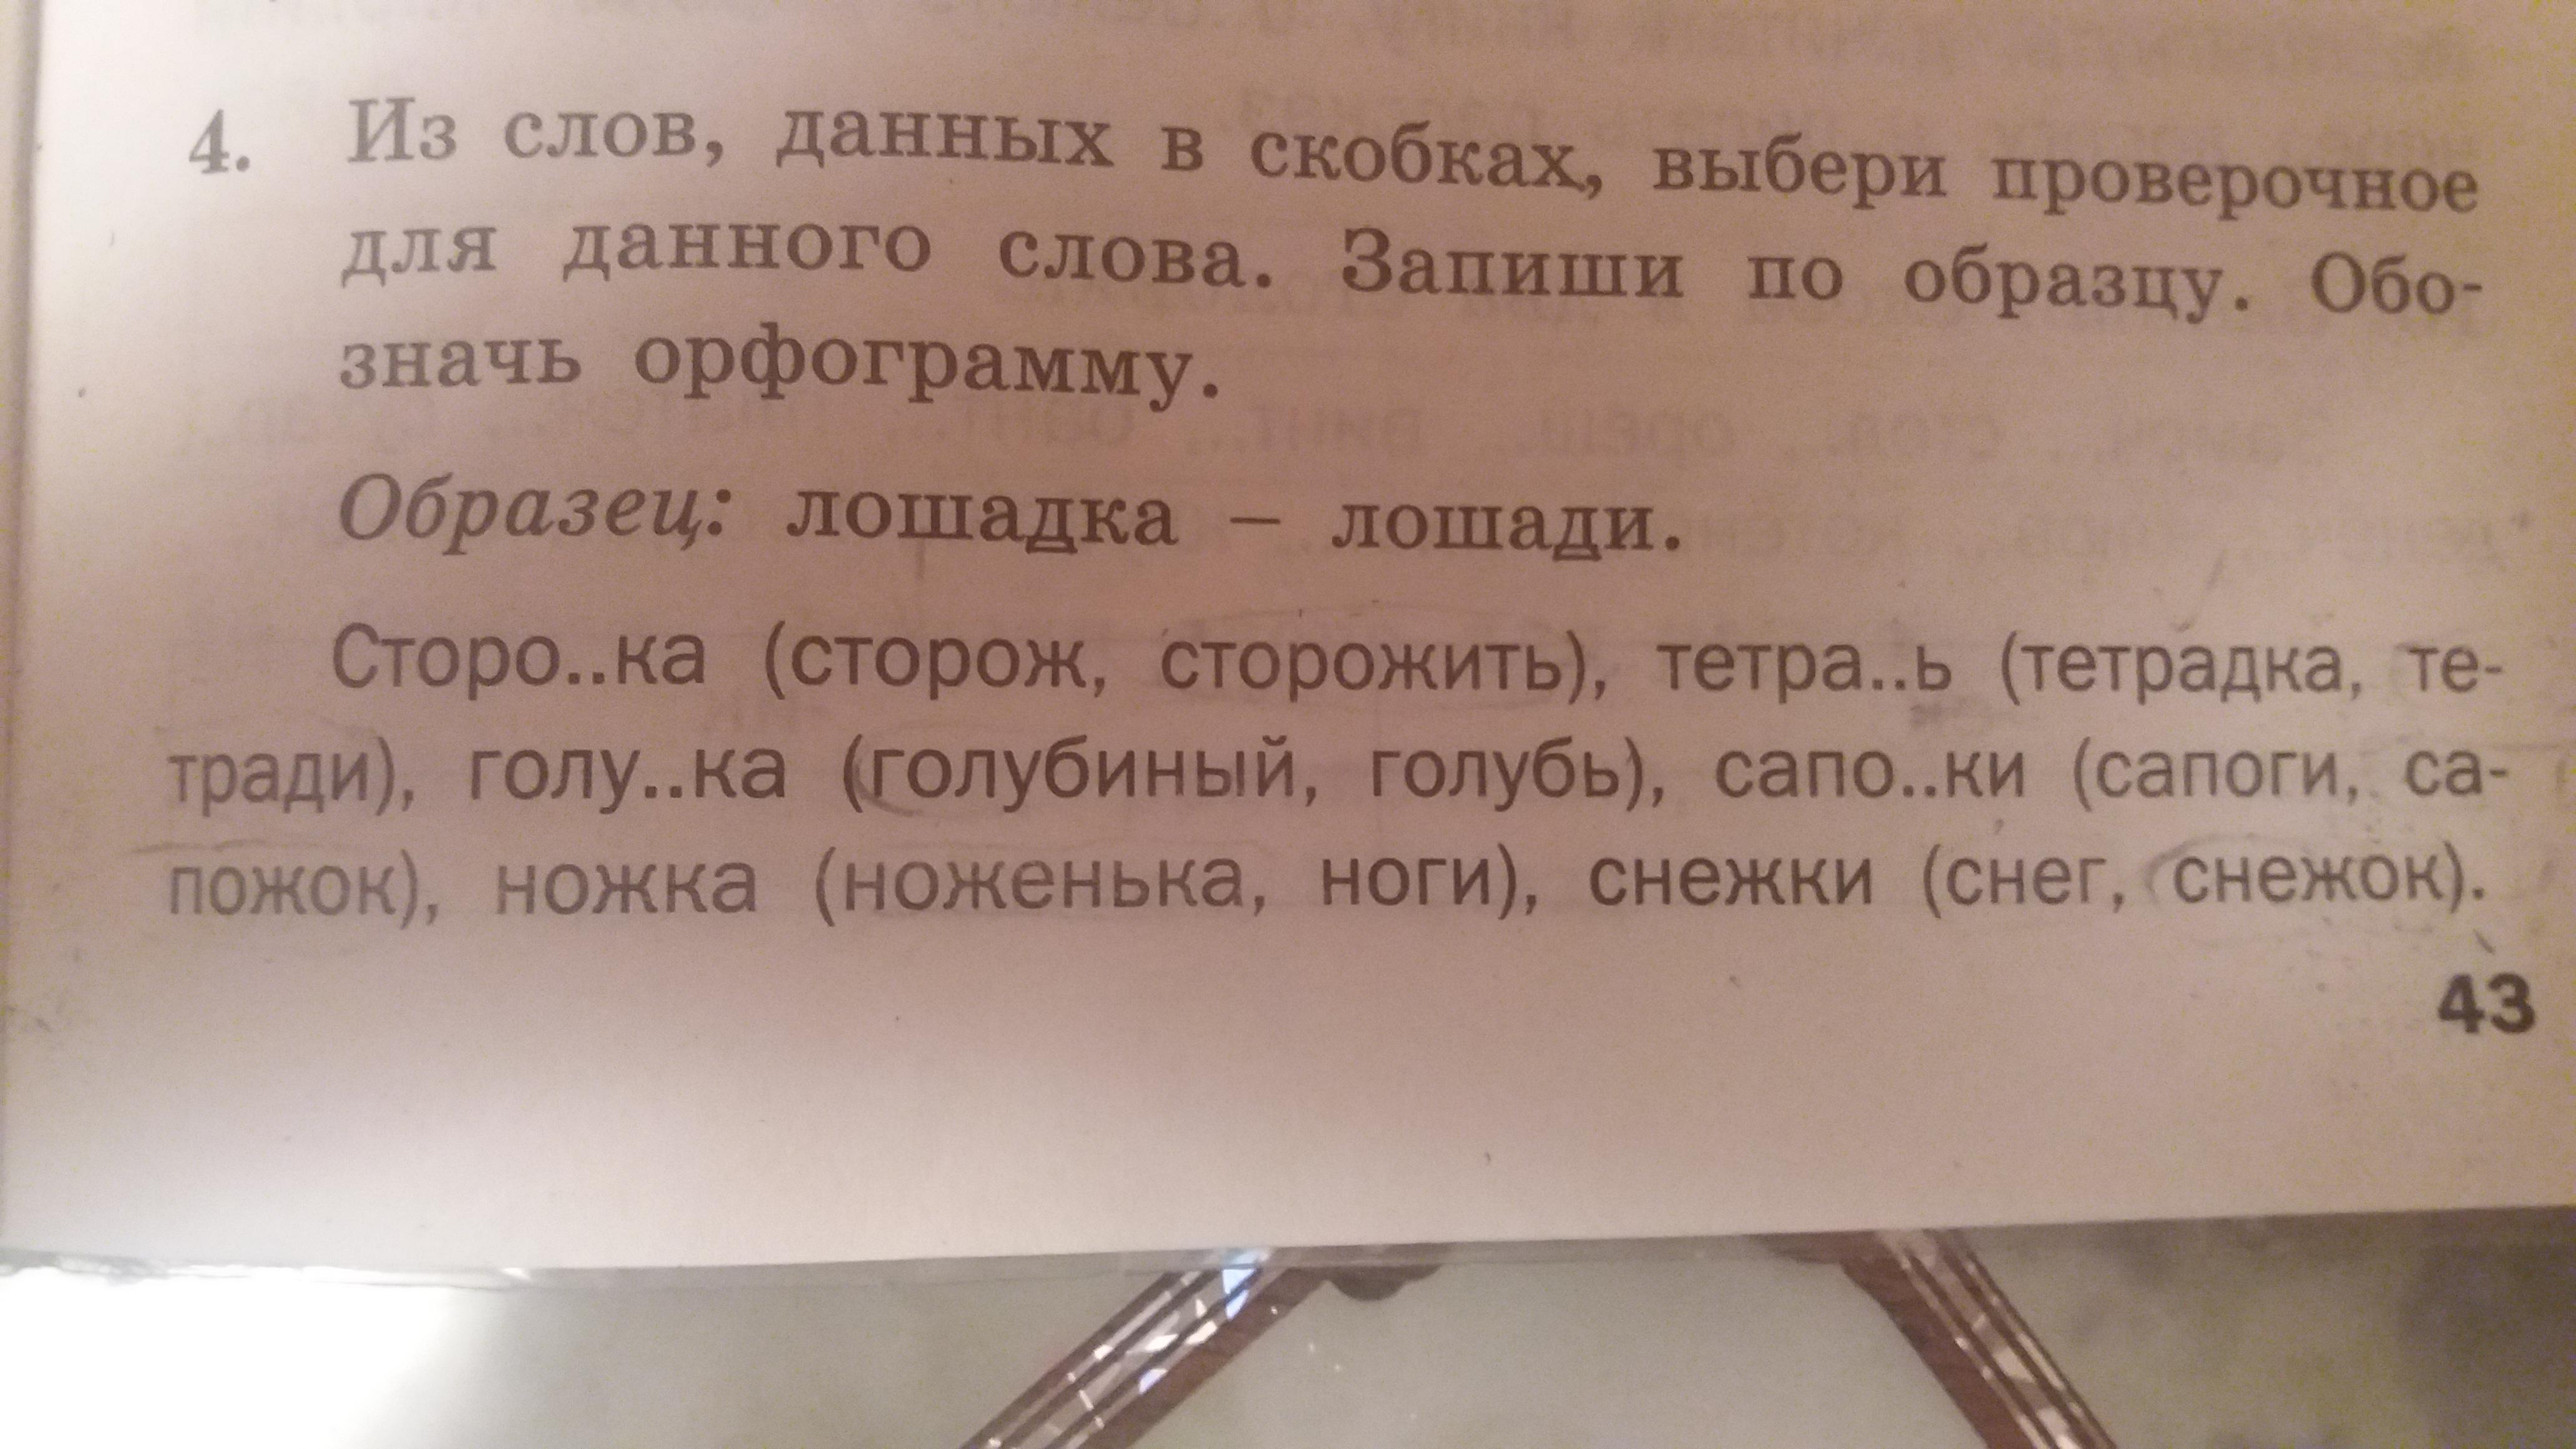 4. Из слов, данных в скобках, выбери проверочное
для данного слова. Запиши по образцу. Обо-
значь орфограмму.
Образец: лошадка – лошади.
Сторо..ка (сторож, сторожить), тетра..ь (тетрадка, те-
тради), голу..ка (голубиный, голубь), сапо..ки (сапоги, са-
пожок), ножка (ноженька, ноги), снежки (снег, снежок).
43